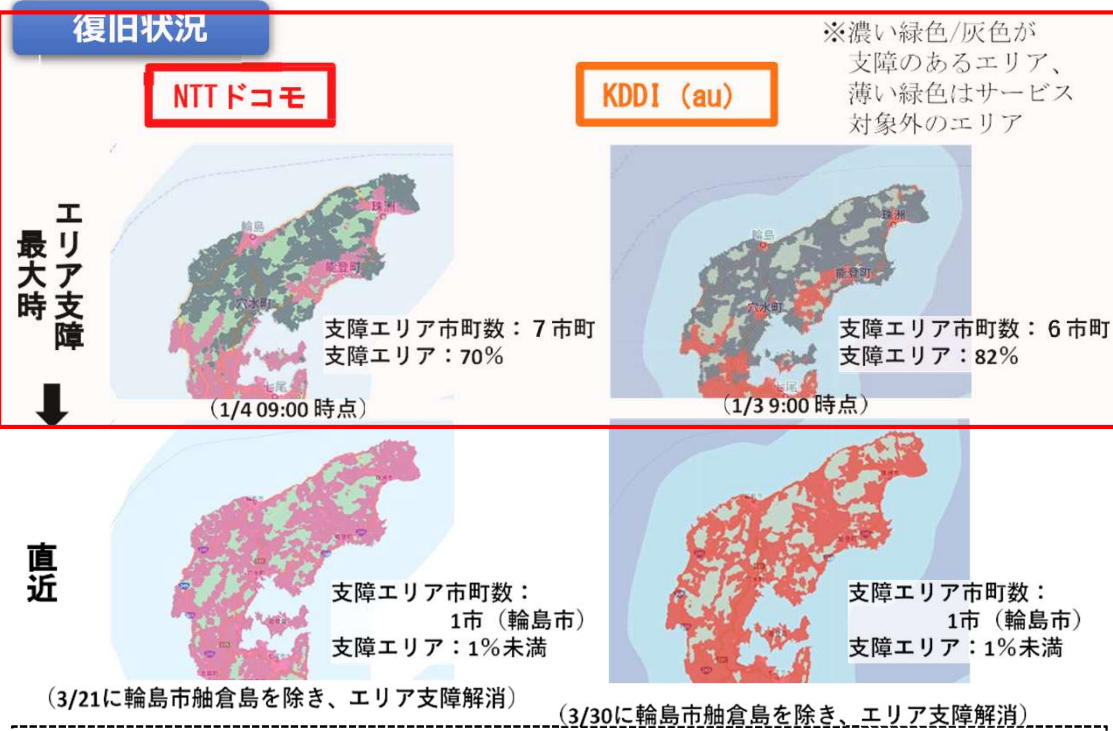 復旧状況
※濃い緑色/灰色が
支障のあるエリア、
薄い緑色はサービス
対象外のエリア
NTTドコモ
KDDI（au）
エリア支障
最大時
輪島
珠洲
能登町
穴水町
七尾
支障エリア市町数：７市町
支障エリア：70%
（1/4 09:00 時点）
輪島
珠洲
能登町
穴水町
七尾
支障エリア市町数：６市町
支障エリア：82%
（1/3 9:00 時点）
直近
支障エリア市町数：
1市（輪島市）
支障エリア：1%未満
（3/21に輪島市舳倉島を除き、エリア支障解消）
支障エリア市町数：
1市（輪島市）
支障エリア：1%未満
（3/30に輪島市舳倉島を除き、エリア支障解消）